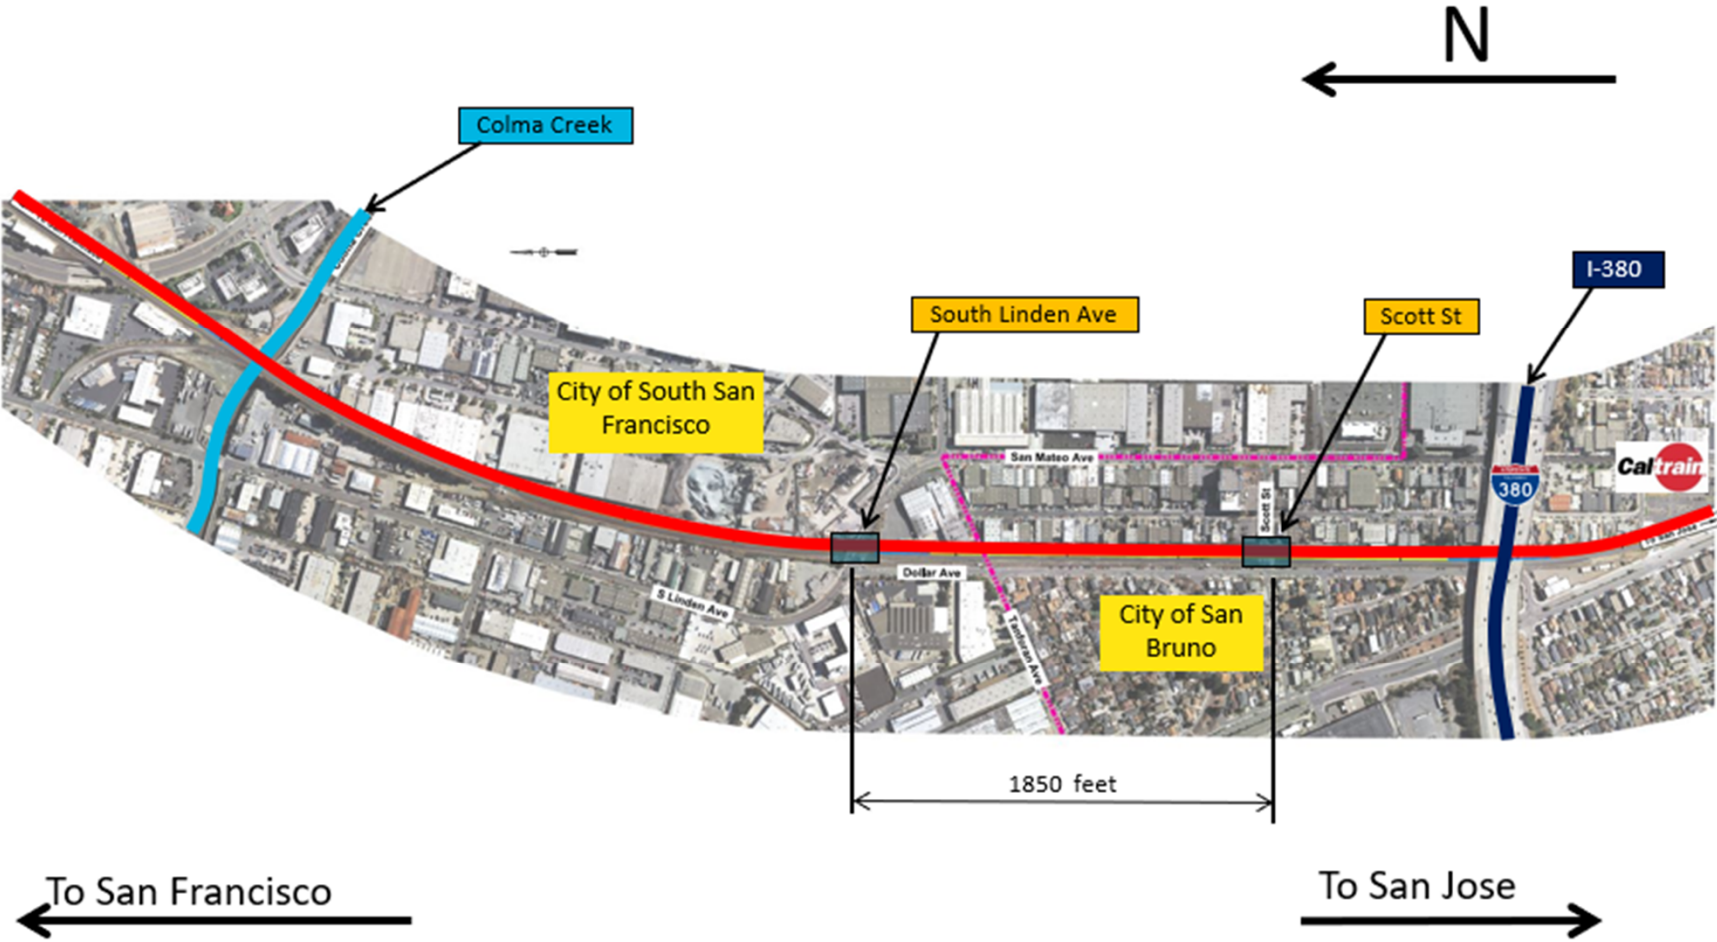 N
Colma Creek
I-380
South Linden Ave
Scott St
City of South San
Francisco
Caltrain
San Mateo Ave
380
Scott St
Dollar Ave
S Linden Ave
City of San
Bruno
Tanforan Ave
1850 feet
To San Francisco
To San Jose